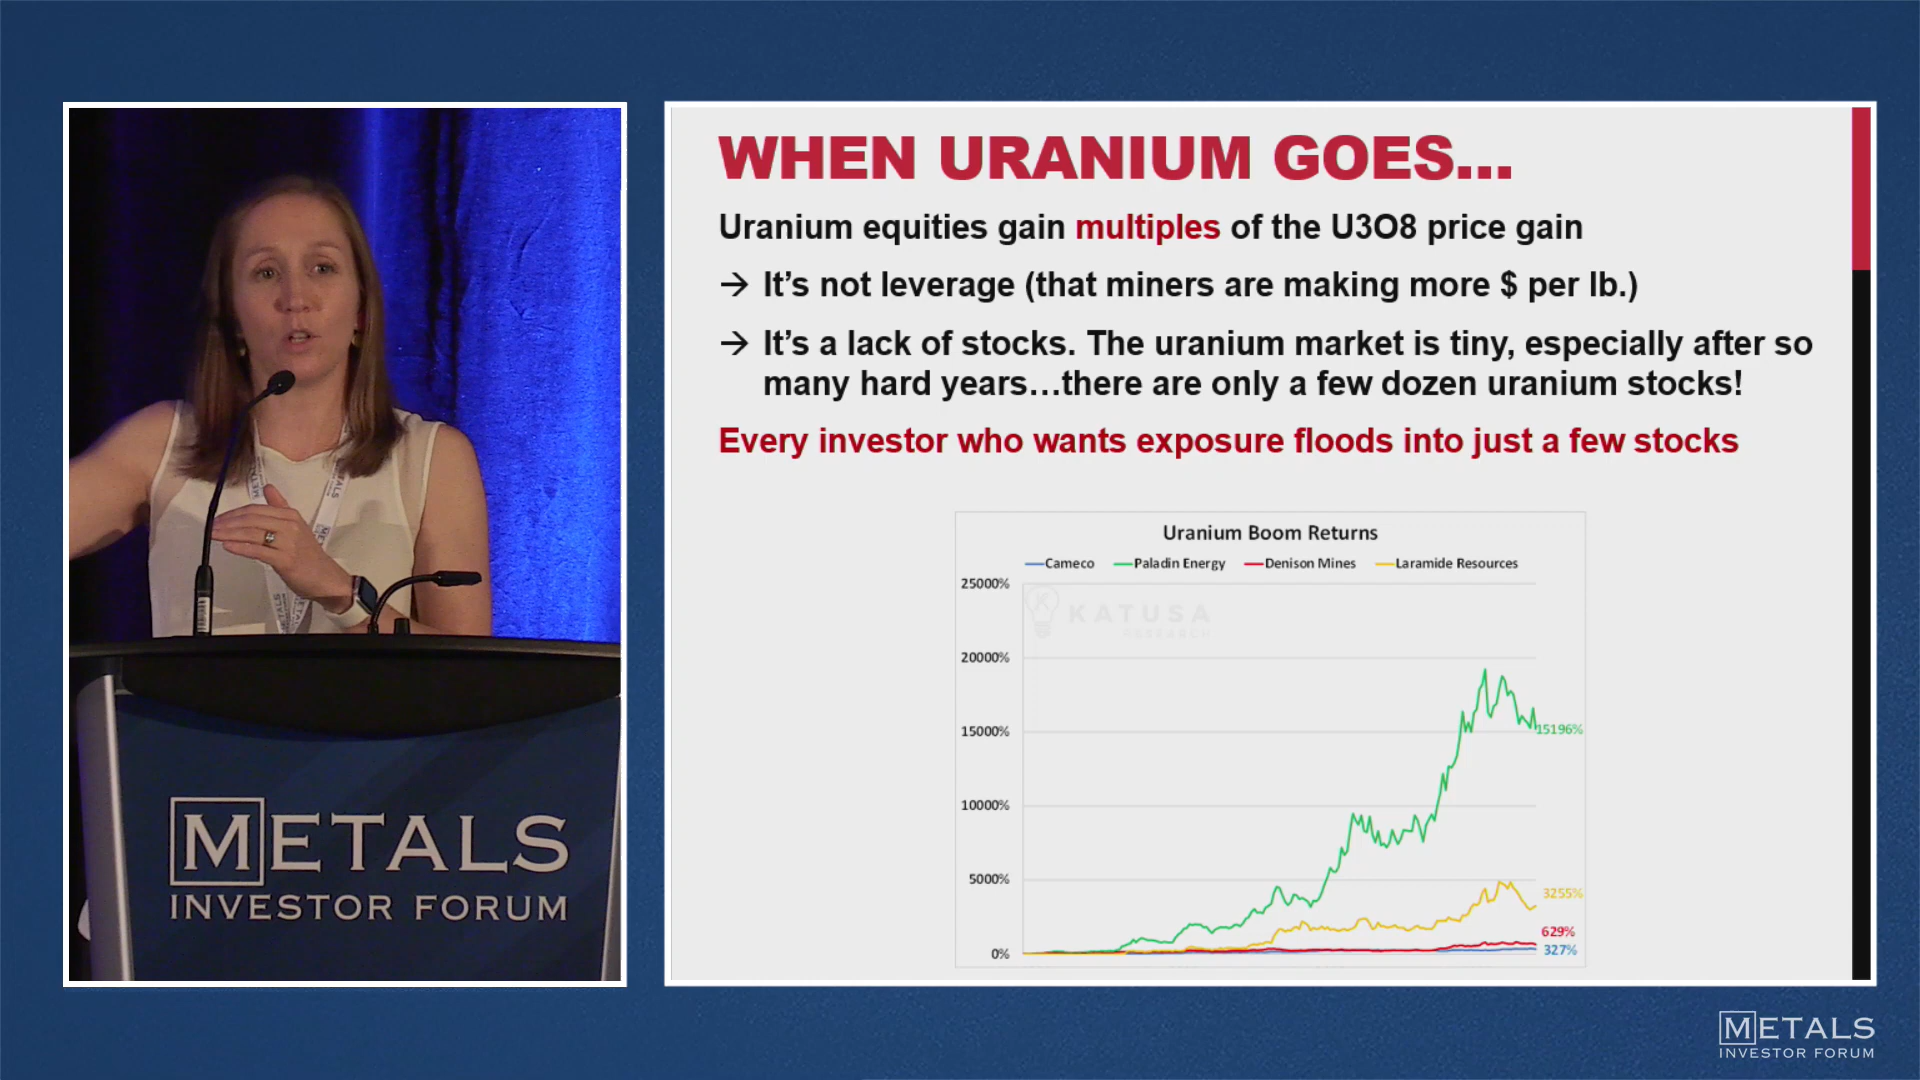 WHEN URANIUM GOES...
Uranium equities gain multiples of the U3O8 price gain
→ It's not leverage (that miners are making more $ per lb.)
→ It's a lack of stocks. The uranium market is tiny, especially after so
many hard years...there are only a few dozen uranium stocks!
Every investor who wants exposure floods into just a few stocks
Uranium Boom Returns
Cameco Paladin Energy Denison Mines Laramide Resources
25000%
KATUSA
RESEARCH
20000%
15000%
15196%
10000%
5000%
3255%
629%
0%
327%
METALS
METALS
METALS
INVESTOR FORUM
METALS
INVESTOR FORUM